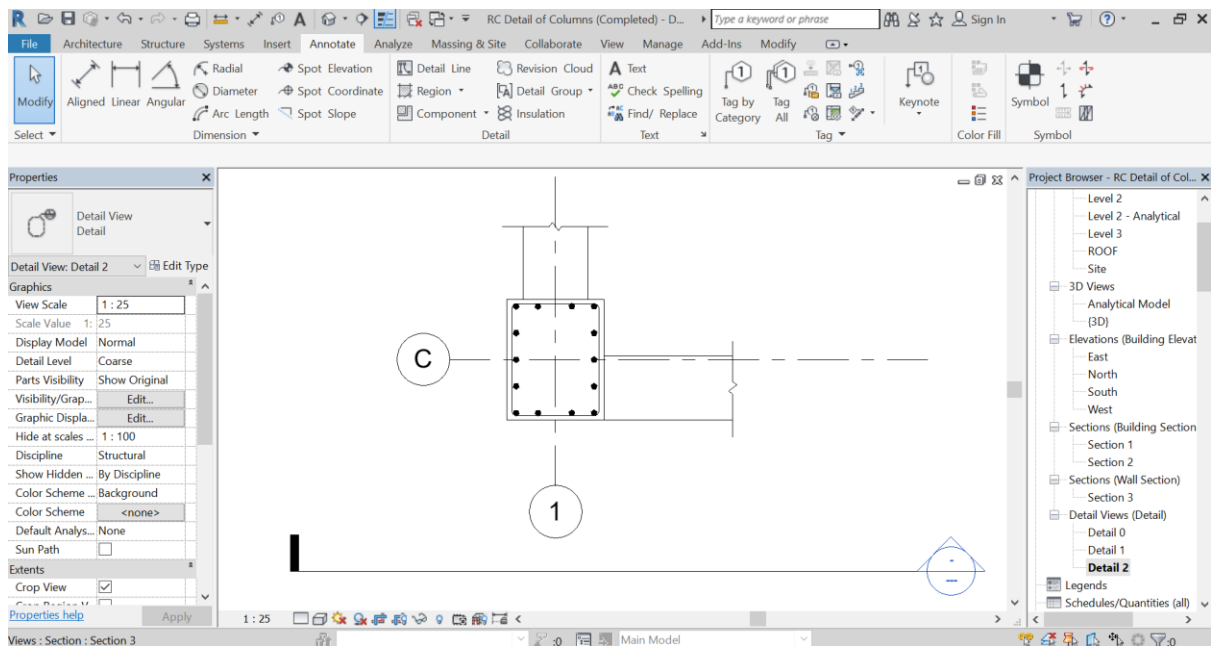 RC Detail of Columns (Completed) - D... Type a keyword or phrase Sign In
File Architecture Structure Systems Insert Annotate Analyze Massing & Site Collaborate View Manage Add-Ins Modify
Modify
Select
Aligned Linear Angular
Radial
Diameter
Arc Length
Spot Elevation
Spot Coordinate
Spot Slope
Dimension
Detail Line
Region
Component
Revision Cloud
Detail Group
Insulation
Detail
A Text
ABC Check Spelling
Find/ Replace
Text
Tag by Category
Tag All
Tag
Keynote
Color Fill
Symbol
Symbol
Properties
Detail View
Detail
Detail View: Detail 2 Edit Type
Graphics
View Scale 1 : 25
Scale Value 1: 25
Display Model Normal
Detail Level Coarse
Parts Visibility Show Original
Visibility/Grap... Edit...
Graphic Displa... Edit...
Hide at scales ... 1 : 100
Discipline Structural
Show Hidden ... By Discipline
Color Scheme ... Background
Color Scheme <none>
Default Analys... None
Sun Path
Extents
Crop View
Properties help Apply
C
1
1 : 25
Project Browser - RC Detail of Col...
Level 2
Level 2 - Analytical
Level 3
ROOF
Site
3D Views
Analytical Model
{3D}
Elevations (Building Elevat
East
North
South
West
Sections (Building Section
Section 1
Section 2
Sections (Wall Section)
Section 3
Detail Views (Detail)
Detail 0
Detail 1
Detail 2
Legends
Schedules/Quantities (all)
Views : Section : Section 3 :0 Main Model :0